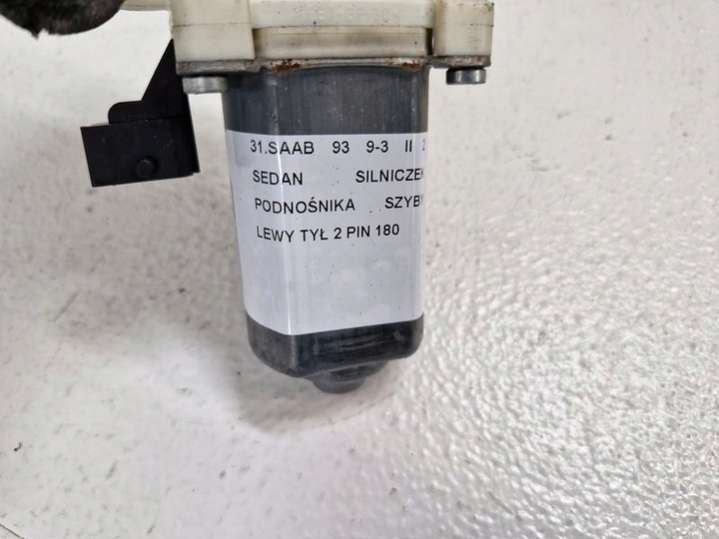 31.SAAB 93 9-3 II
SEDAN SILNICZEK
PODNOŚNIKA SZYBY
LEWY TYŁ 2 PIN 180